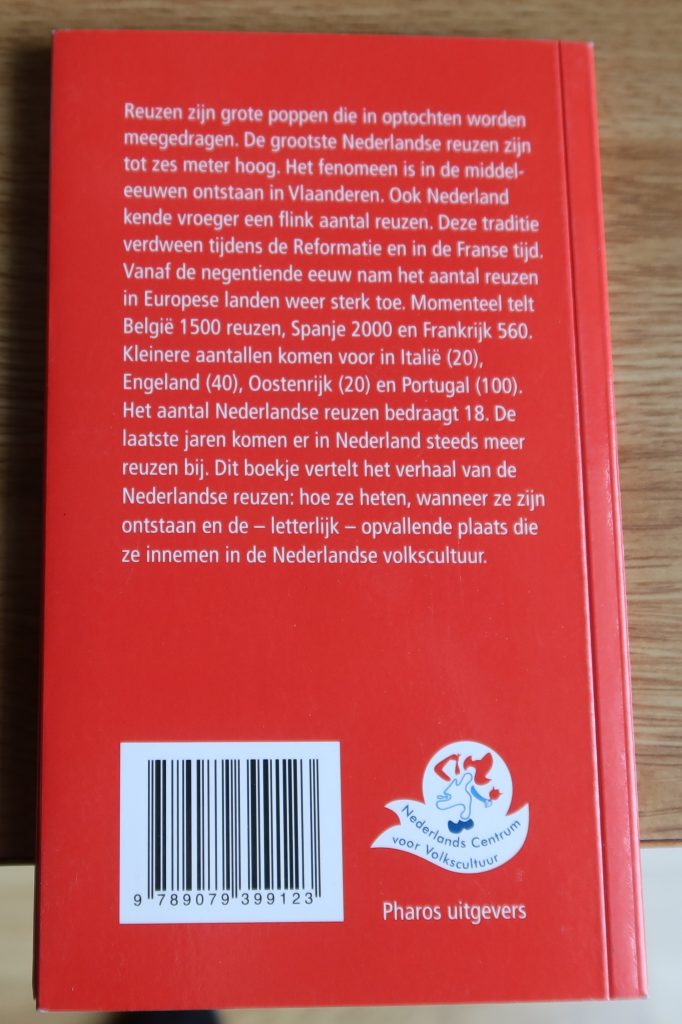 Reuzen zijn grote poppen die in optochten worden
meegedragen. De grootste Nederlandse reuzen zijn
tot zes meter hoog. Het fenomeen is in de middel-
eeuwen ontstaan in Vlaanderen. Ook Nederland
kende vroeger een flink aantal reuzen. Deze traditie
verdween tijdens de Reformatie en in de Franse tijd.
Vanaf de negentiende eeuw nam het aantal reuzen
in Europese landen weer sterk toe. Momenteel telt
België 1500 reuzen, Spanje 2000 en Frankrijk 560.
Kleinere aantallen komen voor in Italië (20),
Engeland (40), Oostenrijk (20) en Portugal (100).
Het aantal Nederlandse reuzen bedraagt 18. De
laatste jaren komen er in Nederland steeds meer
reuzen bij. Dit boekje vertelt het verhaal van de
Nederlandse reuzen: hoe ze heten, wanneer ze zijn
ontstaan en de – letterlijk – opvallende plaats die
ze innemen in de Nederlandse volkscultuur.
9 789079 399123
Nederlands Centrum
voor Volkscultuur
Pharos uitgevers